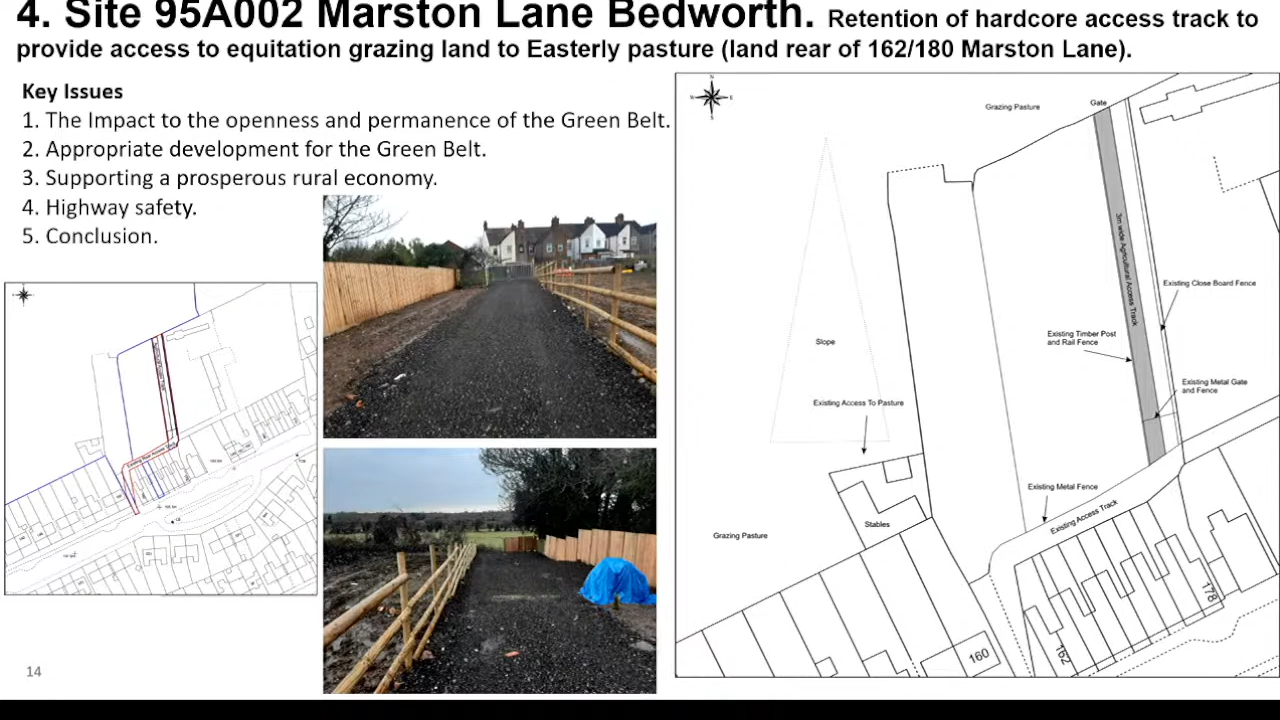 4. Site 95A002 Marston Lane Bedworth. Retention of hardcore access track to
provide access to equitation grazing land to Easterly pasture (land rear of 162/180 Marston Lane).
Key Issues
1. The Impact to the openness and permanence of the Green Belt.
2. Appropriate development for the Green Belt.
3. Supporting a prosperous rural economy.
4. Highway safety.
5. Conclusion.
N
W
E
S
Grazing Pasture
Gate
3m wide Agricultural Access Track
Existing Close Board Fence
Existing Timber Post
and Rail Fence
Slope
Existing Metal Gate
and Fence
Existing Access To Pasture
Existing Metal Fence
Existing Access Track
Stables
Grazing Pasture
160
162
178
14